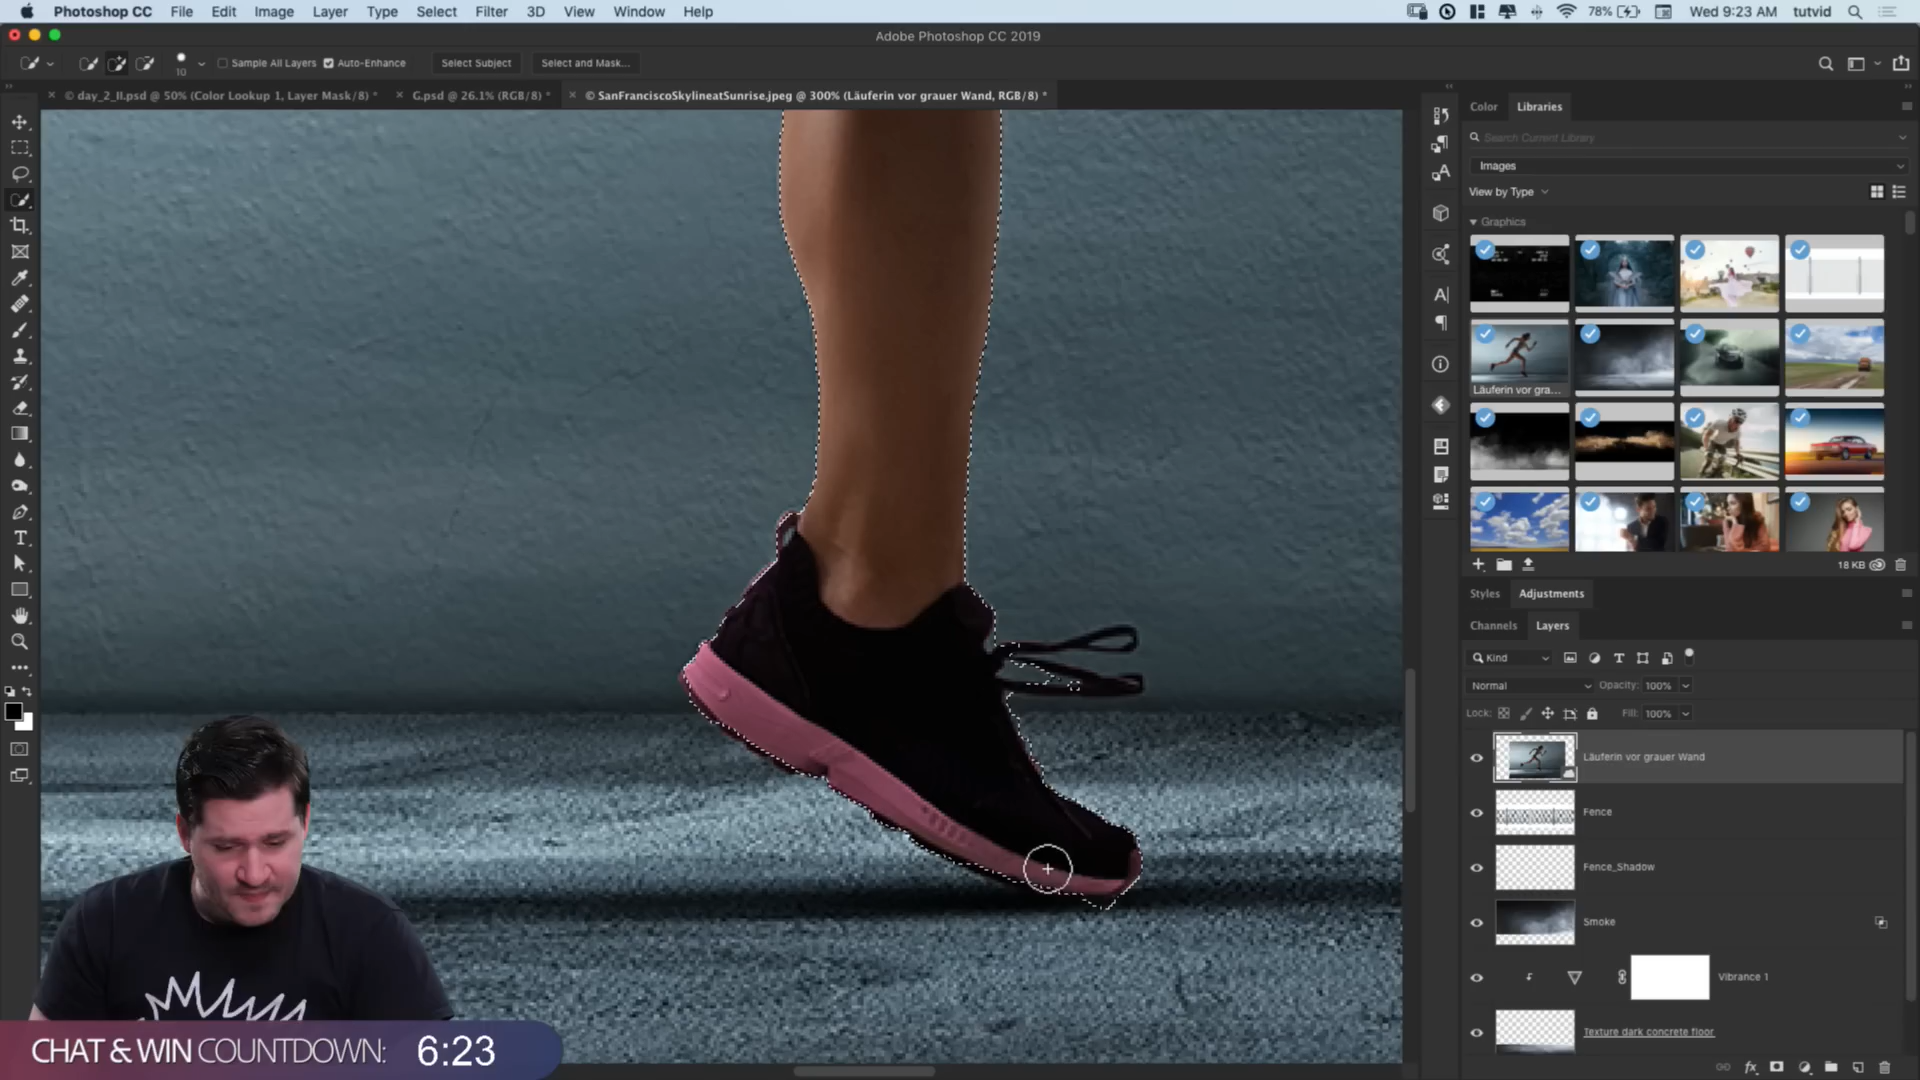 Photoshop CC File Edit Image Layer Type Select Filter 3D View Window Help
78% Wed 9:23 AM tutvid
Adobe Photoshop CC 2019
10
Sample All Layers
Auto-Enhance
Select Subject
Select and Mask...
© day_2_II.psd @ 50% (Color Lookup 1, Layer Mask/8) *
G.psd @ 26.1% (RGB/8) *
© SanFranciscoSkylineatSunrise.jpeg @ 300% (Läuferin vor grauer Wand, RGB/8) *
Color Libraries
Search Current Library
Images
View by Type
Graphics
Läuferin vor gra...
18 KB
Styles Adjustments
Channels Layers
Kind
Normal Opacity: 100%
Lock: Fill: 100%
Läuferin vor grauer Wand
Fence
Fence_Shadow
Smoke
Vibrance 1
Texture dark concrete floor
CHAT & WIN COUNTDOWN: 6:23